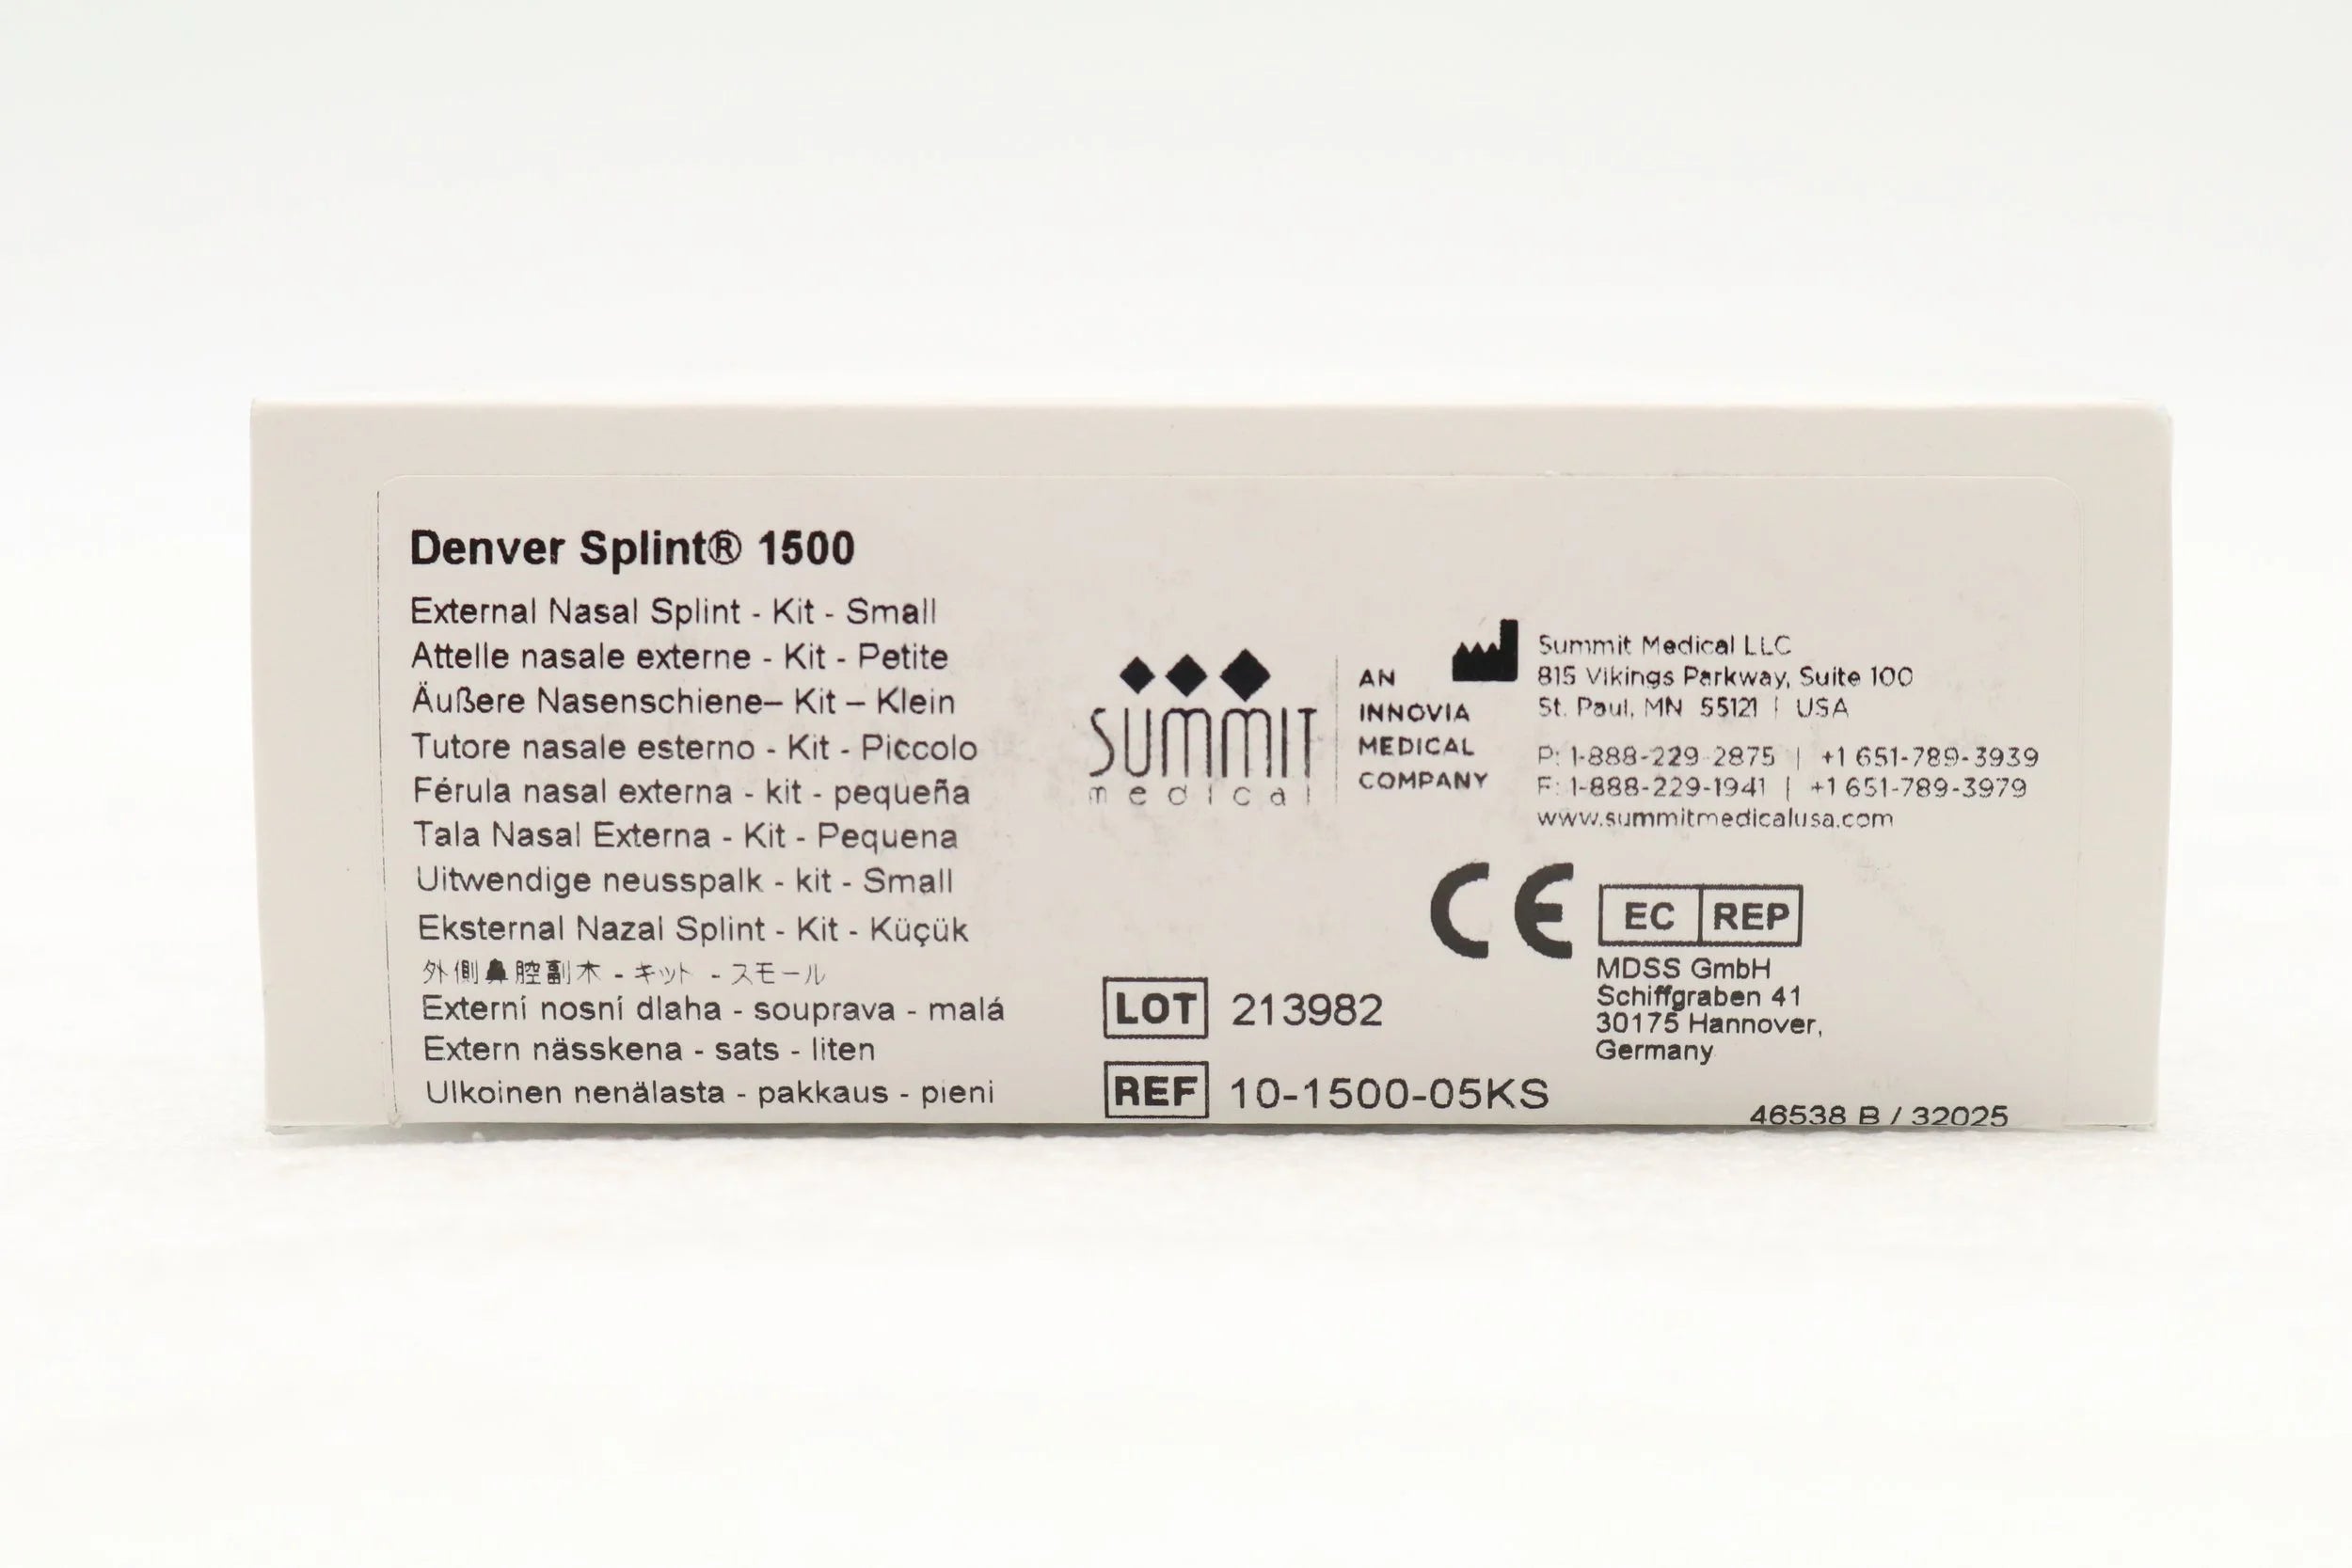 Denver Splint® 1500
External Nasal Splint - Kit - Small
Attelle nasale externe - Kit - Petite
Äußere Nasenschiene– Kit – Klein
Tutore nasale esterno - Kit - Piccolo
Férula nasal externa - kit - pequeña
Tala Nasal Externa - Kit - Pequena
Uitwendige neusspalk - kit - Small
Eksternal Nazal Splint - Kit - Küçük
外側鼻腔副木 - キット - スモール
Externí nosní dlaha - souprava - malá
Extern nässkena - sats - liten
Ulkoinen nenälasta - pakkaus - pieni
SUMMIT
medical
AN
INNOVIA
MEDICAL
COMPANY
Summit Medical LLC
815 Vikings Parkway, Suite 100
St. Paul, MN 55121 | USA
P: 1-888-229-2875 | +1 651-789-3939
F: 1-888-229-1941 | +1 651-789-3979
www.summitmedicalusa.com
CE
EC REP
MDSS GmbH
Schiffgraben 41
30175 Hannover,
Germany
LOT 213982
REF 10-1500-05KS
46538 B / 32025